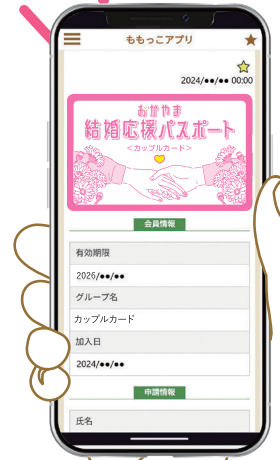 ももっこアプリ
2024/●●/●● 00:00
おかやま
結婚応援パスポート
＜カップルカード＞
会員情報
有効期限
2026/●●/●●
グループ名
カップルカード
加入日
2024/●●/●●
申請情報
氏名